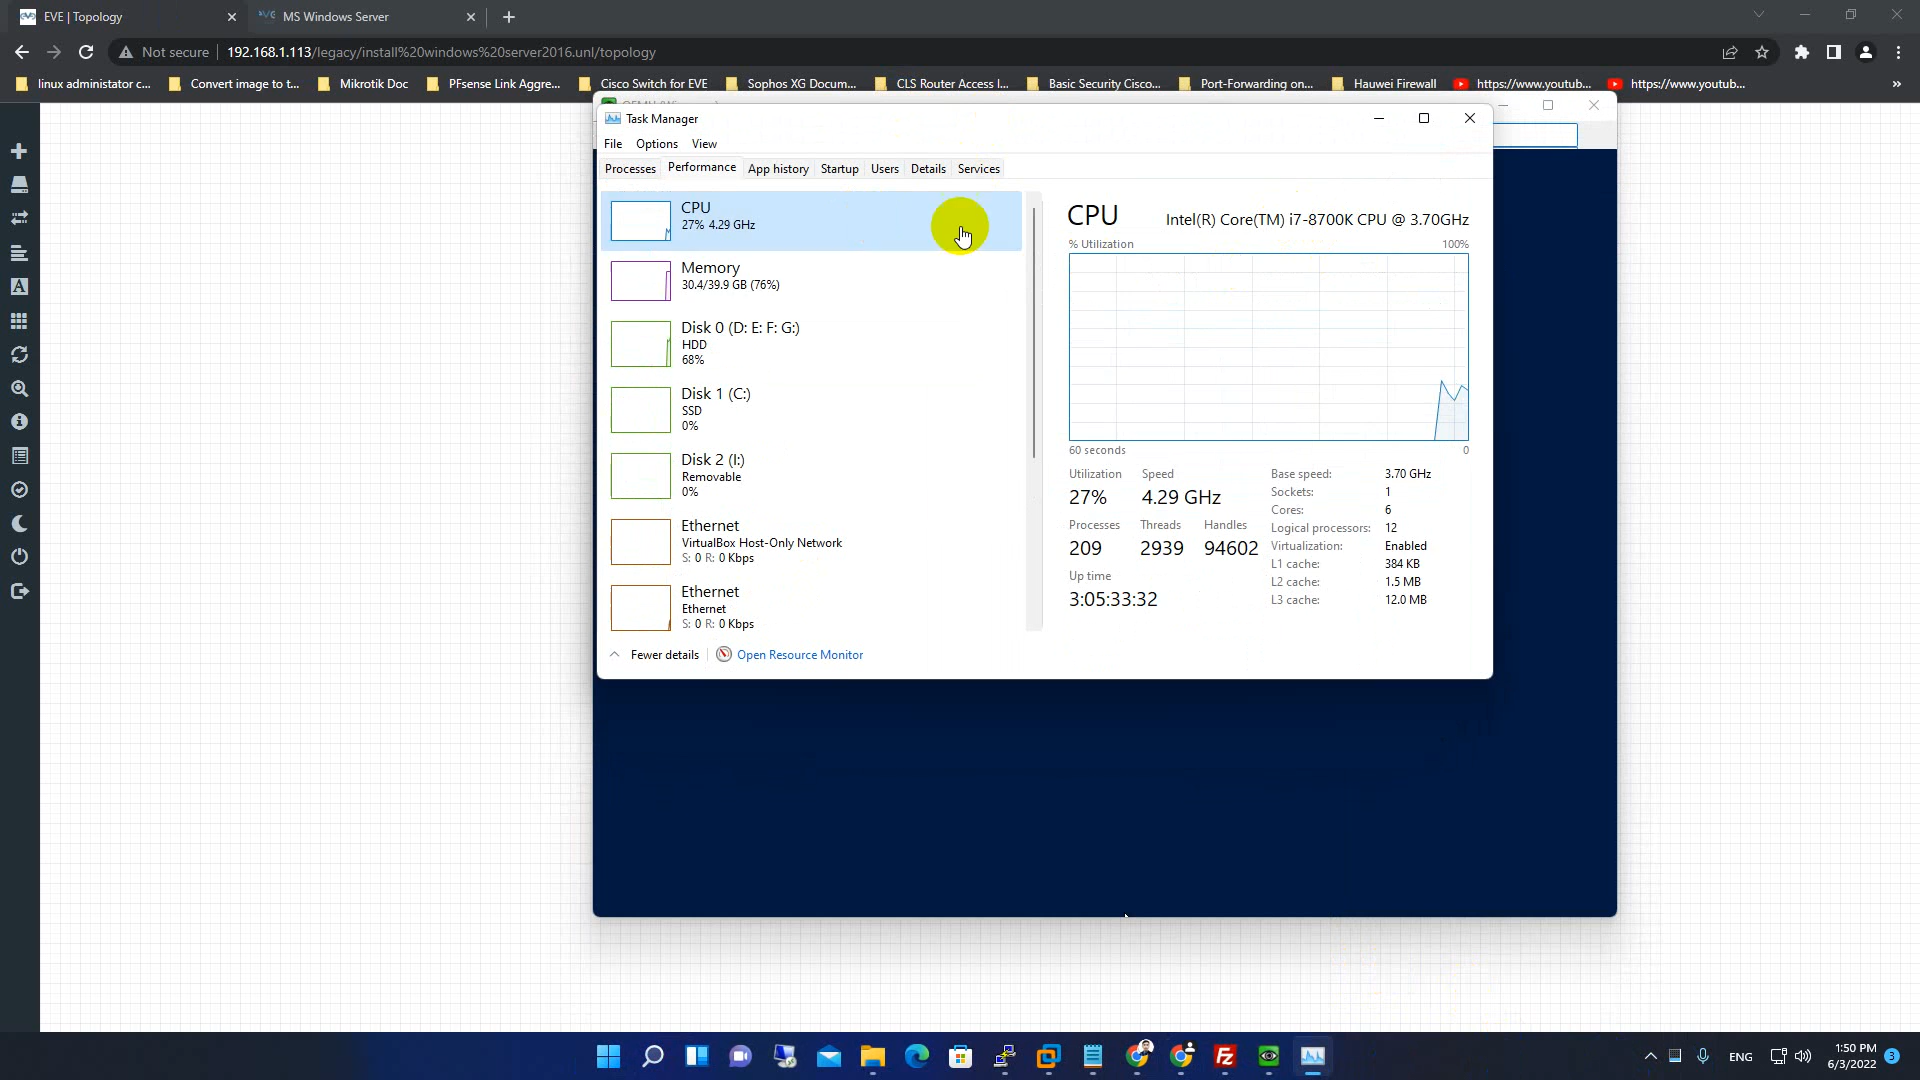 EVE | Topology
MS Windows Server
Not secure | 192.168.1.113/legacy/install%20windows%20server2016.unl/topology
linux administator c...
Convert image to t...
Mikrotik Doc
PFsense Link Aggre...
Cisco Switch for EVE
Sophos XG Docum...
CLS Router Access l...
Basic Security Cisco...
Port-Forwarding on...
Hauwei Firewall
https://www.youtub...
https://www.youtub...
»
Task Manager
File Options View
Processes Performance App history Startup Users Details Services
CPU
27% 4.29 GHz
Memory
30.4/39.9 GB (76%)
Disk 0 (D: E: F: G:)
HDD
68%
Disk 1 (C:)
SSD
0%
Disk 2 (I:)
Removable
0%
Ethernet
VirtualBox Host-Only Network
S: 0 R: 0 Kbps
Ethernet
Ethernet
S: 0 R: 0 Kbps
Fewer details
Open Resource Monitor
CPU Intel(R) Core(TM) i7-8700K CPU @ 3.70GHz
% Utilization 100%
60 seconds 0
Utilization Speed
27% 4.29 GHz
Processes Threads Handles
209 2939 94602
Up time
3:05:33:32
Base speed: 3.70 GHz
Sockets: 1
Cores: 6
Logical processors: 12
Virtualization: Enabled
L1 cache: 384 KB
L2 cache: 1.5 MB
L3 cache: 12.0 MB
ENG
1:50 PM
6/3/2022
3